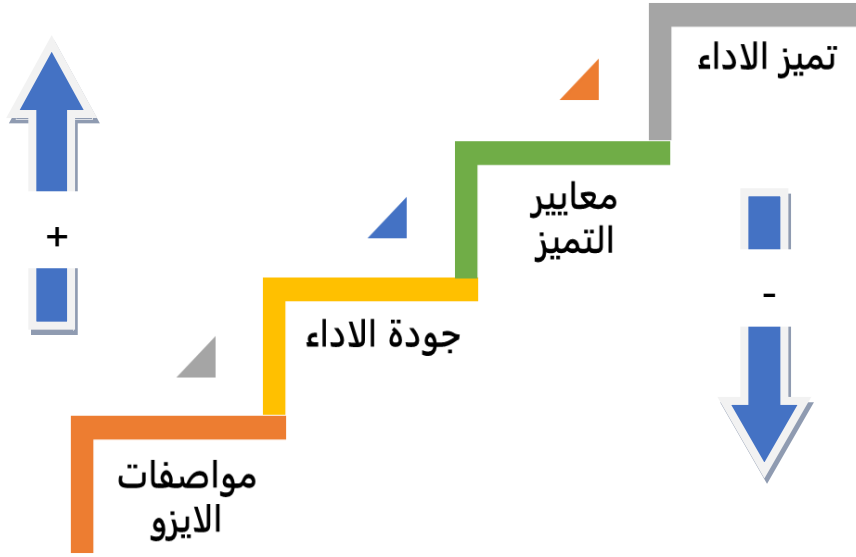 تميز الاداء
معايير
التميز
+
-
جودة الاداء
مواصفات
الايزو